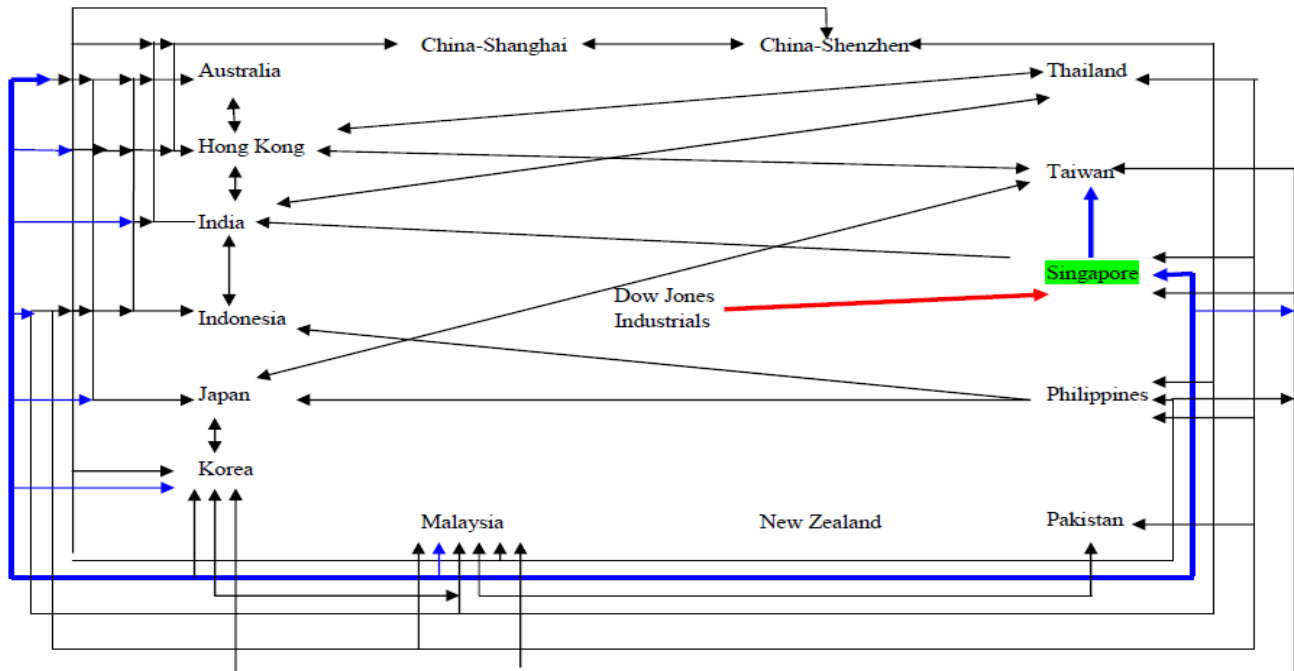 China-Shanghai
China-Shenzhen
Australia
Thailand
Hong Kong
Taiwan
India
Singapore
Dow Jones
Industrials
Indonesia
Japan
Philippines
Korea
Malaysia
New Zealand
Pakistan